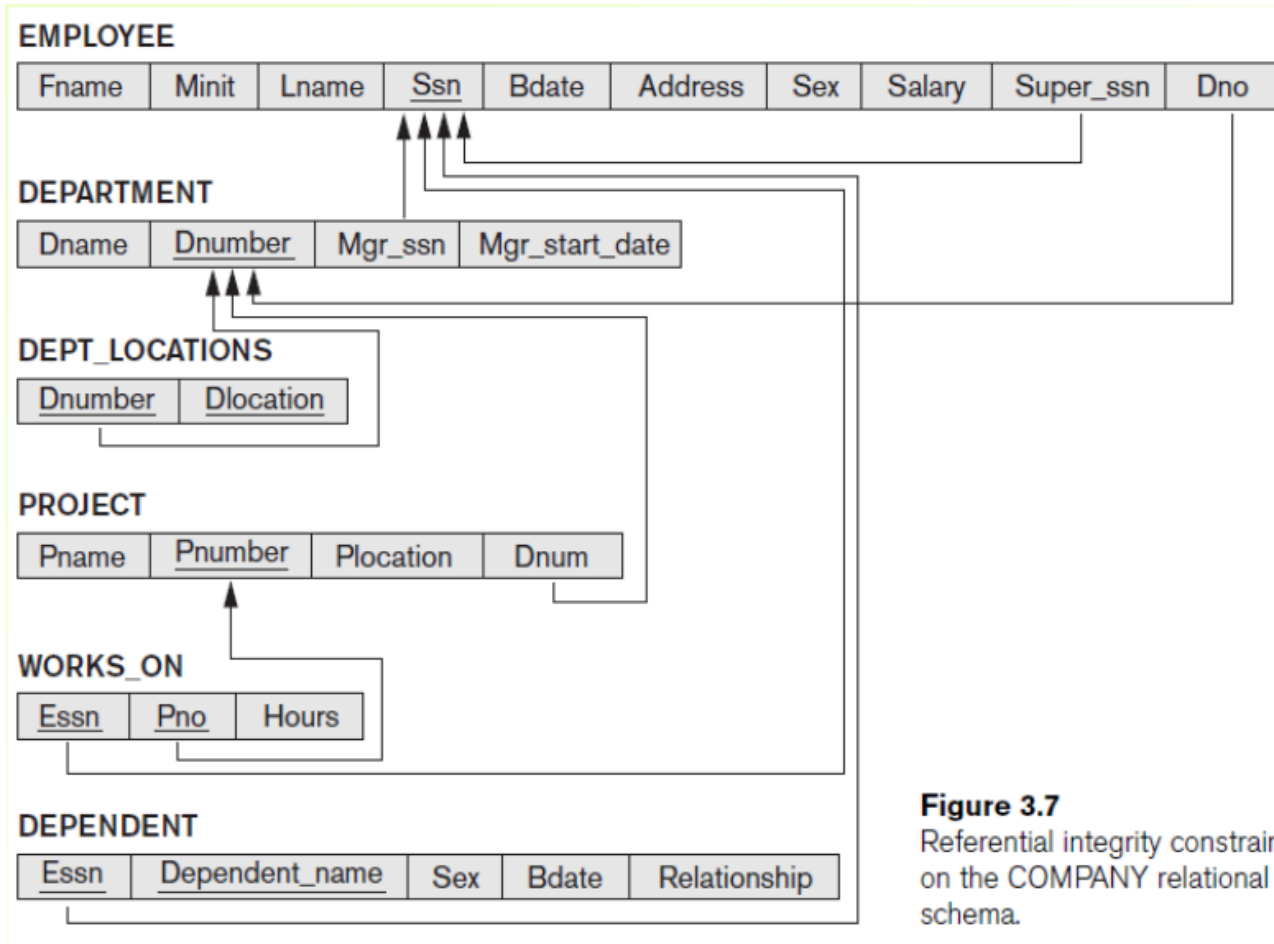 EMPLOYEE
Fname Minit Lname Ssn Bdate Address Sex Salary Super_ssn Dno
DEPARTMENT
Dname Dnumber Mgr_ssn Mgr_start_date
DEPT_LOCATIONS
Dnumber Dlocation
PROJECT
Pname Pnumber Plocation Dnum
WORKS_ON
Essn Pno Hours
DEPENDENT
Essn Dependent_name Sex Bdate Relationship
Figure 3.7
Referential integrity constrain
on the COMPANY relational
schema.